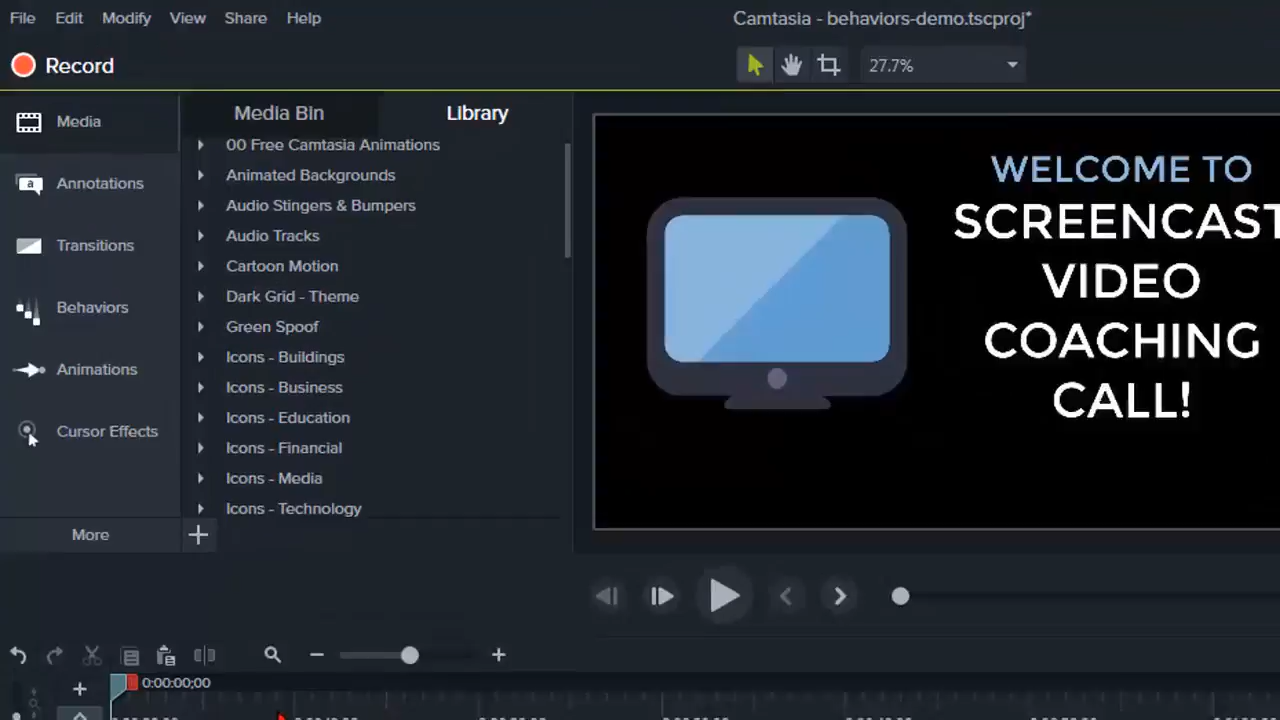 File Edit Modify View Share Help
Camtasia - behaviors-demo.tscproj*
Record
27.7%
Media
Annotations
Transitions
Behaviors
Animations
Cursor Effects
More
Media Bin Library
00 Free Camtasia Animations
Animated Backgrounds
Audio Stingers & Bumpers
Audio Tracks
Cartoon Motion
Dark Grid - Theme
Green Spoof
Icons - Buildings
Icons - Business
Icons - Education
Icons - Financial
Icons - Media
Icons - Technology
WELCOME TO
SCREENCAST
VIDEO
COACHING
CALL!
0:00:00;00